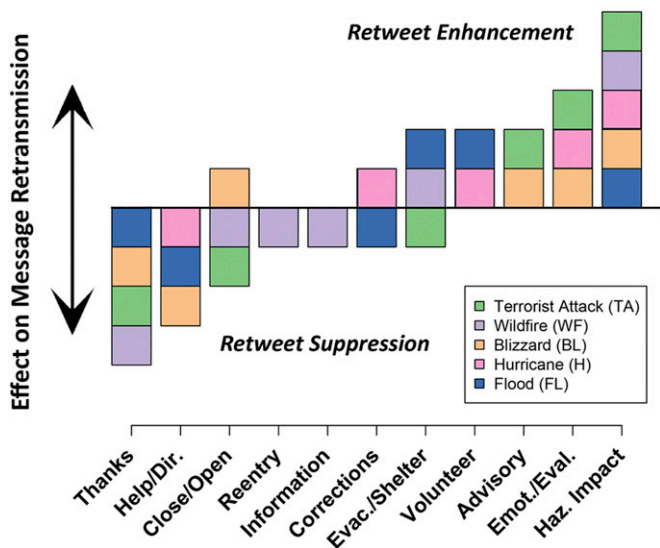 Retweet Enhancement
Effect on Message Retransmission
Retweet Suppression
Terrorist Attack (TA)
Wildfire (WF)
Blizzard (BL)
Hurricane (H)
Flood (FL)
Thanks
Help/Dir.
Close/Open
Reentry
Information
Corrections
Evac./Shelter
Volunteer
Advisory
Emot./Eval.
Haz. Impact